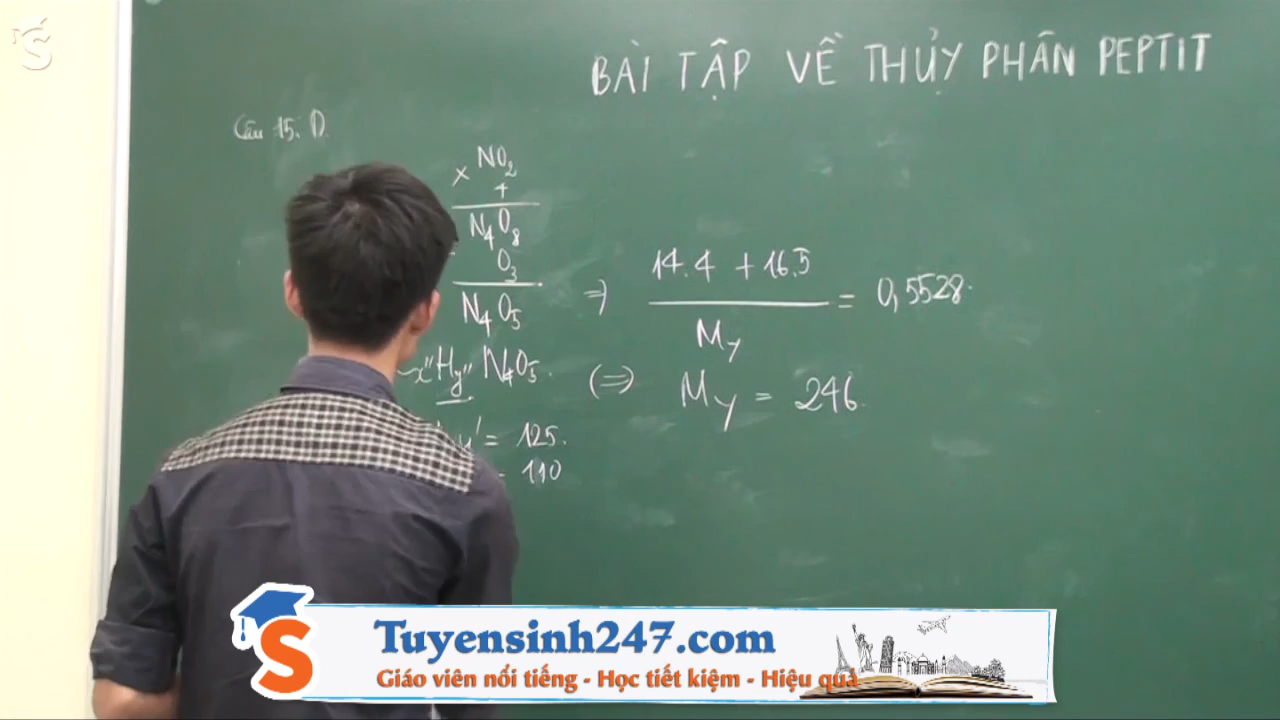 BÀI TẬP VỀ THỦY PHÂN PEPTIT
Câu 15. D
× NO₂
4
N₄O₈
O₃
N₄O₅
x''Hy'' N₄O₅.
y' = 125.
= 110
=> 14.4 + 16.5 / My = 0,5528.
(=) My = 246.
S
S
Tuyensinh247.com
Giáo viên nổi tiếng - Học tiết kiệm - Hiệu quả